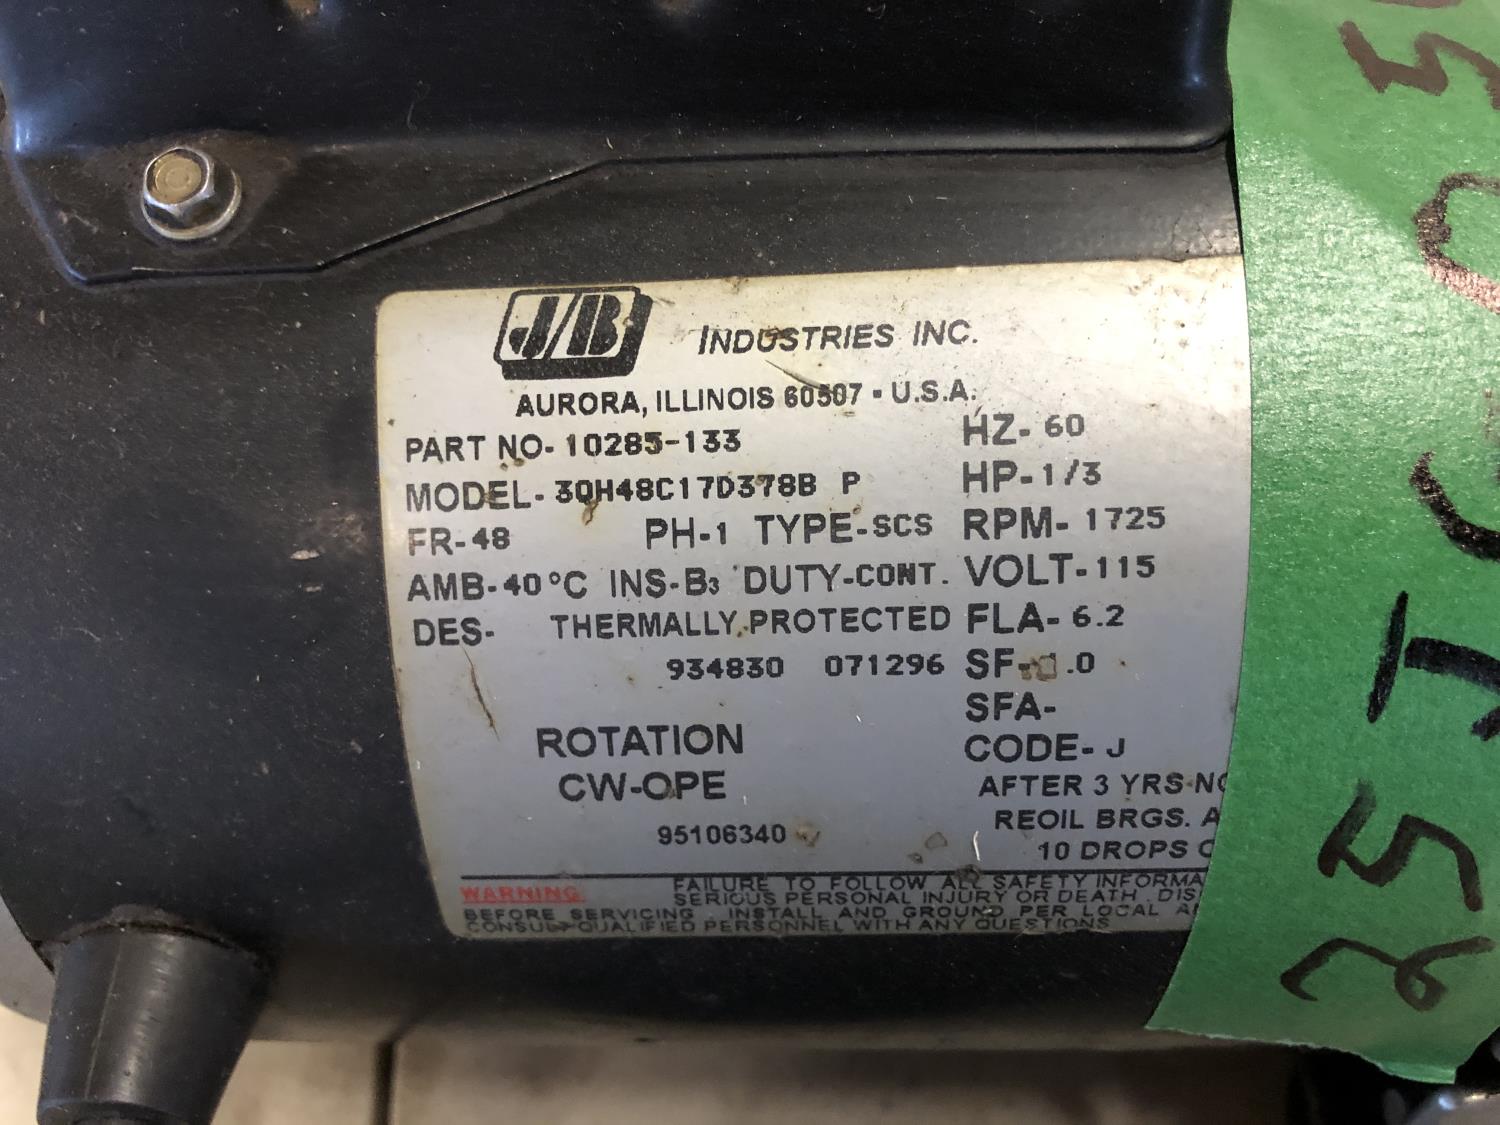 J/B INDUSTRIES INC.
AURORA, ILLINOIS 60507 • U.S.A.
PART NO- 10285-133
HZ- 60
MODEL- 3QH48C17D378B P
HP- 1/3
FR-48 PH-1 TYPE-SCS RPM- 1725
AMB-40°C INS-B3 DUTY-CONT. VOLT-115
DES- THERMALLY PROTECTED FLA- 6.2
934830 071296 SF- .0
SFA-
ROTATION
CODE- J
CW-OPE
AFTER 3 YRS
REOIL BRGS.
95106340
10 DROPS
WARNING FAILURE TO FOLLOW ALL SAFETY
SERIOUS PERSONAL INJURY OR DEATH.
BEFORE SERVICING. INSTALL AND GROUND PER LOCAL
CONSULT QUALIFIED PERSONNEL WITH ANY QUESTIONS